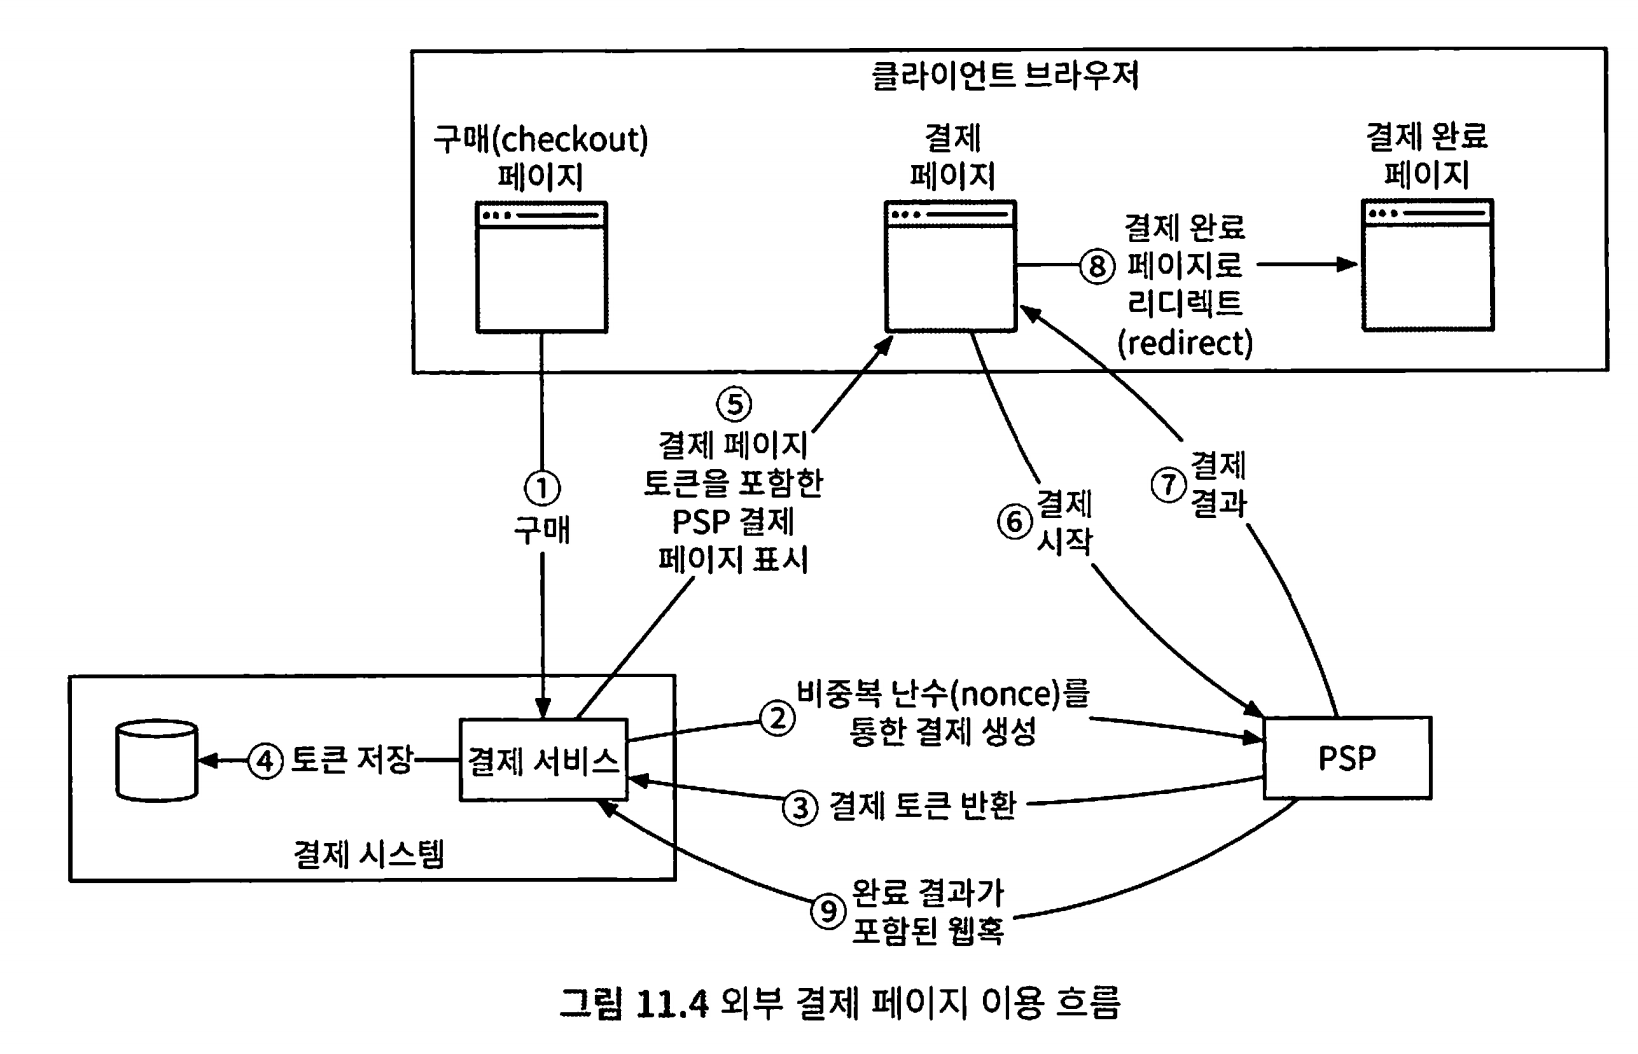 클라이언트 브라우저
구매(checkout)
페이지
결제
페이지
결제 완료
페이지
⑧
결제 완료
페이지로
리디렉트
(redirect)
①
구매
⑤
결제 페이지
토큰을 포함한
PSP 결제
페이지 표시
⑥
결제
시작
⑦
결제
결과
②
비중복 난수(nonce)를
통한 결제 생성
④ 토큰 저장
결제 서비스
PSP
③ 결제 토큰 반환
결제 시스템
⑨
완료 결과가
포함된 웹훅
그림 11.4 외부 결제 페이지 이용 흐름